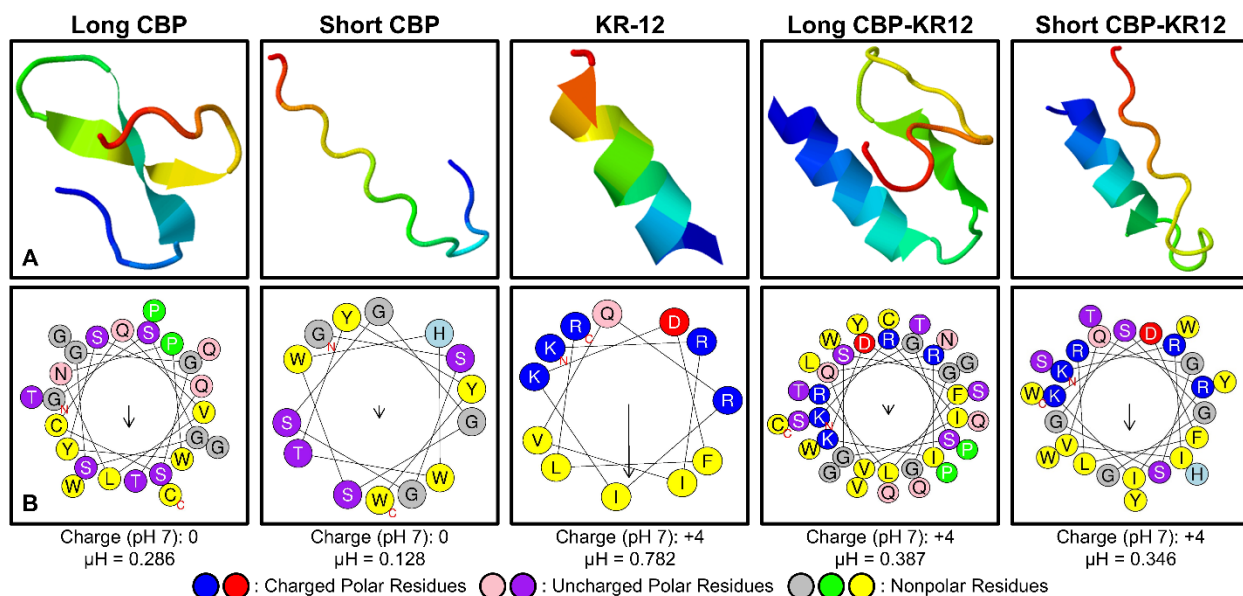 Long CBP
Short CBP
KR-12
Long CBP-KR12
Short CBP-KR12
A
B
P
G S Q S P
G G Q
N Q
T G N V
C G G
Y W
W S L T S C C
Y G H
G N S
W Y
S G
T W
S W C G
R C Q D
K N R
K R
V F
L I I
W Y C T
L S D R G N
Q R G G
T R F S
C C S K N I Q
W K S P
G G V V L Q G Q I P
T Q S D W
S K N R R G
W C K G R Y
G G F
W V L G I Y S I H
Charge (pH 7): 0
μH = 0.286
Charge (pH 7): 0
μH = 0.128
Charge (pH 7): +4
μH = 0.782
Charge (pH 7): +4
μH = 0.387
Charge (pH 7): +4
μH = 0.346
: Charged Polar Residues
: Uncharged Polar Residues
: Nonpolar Residues